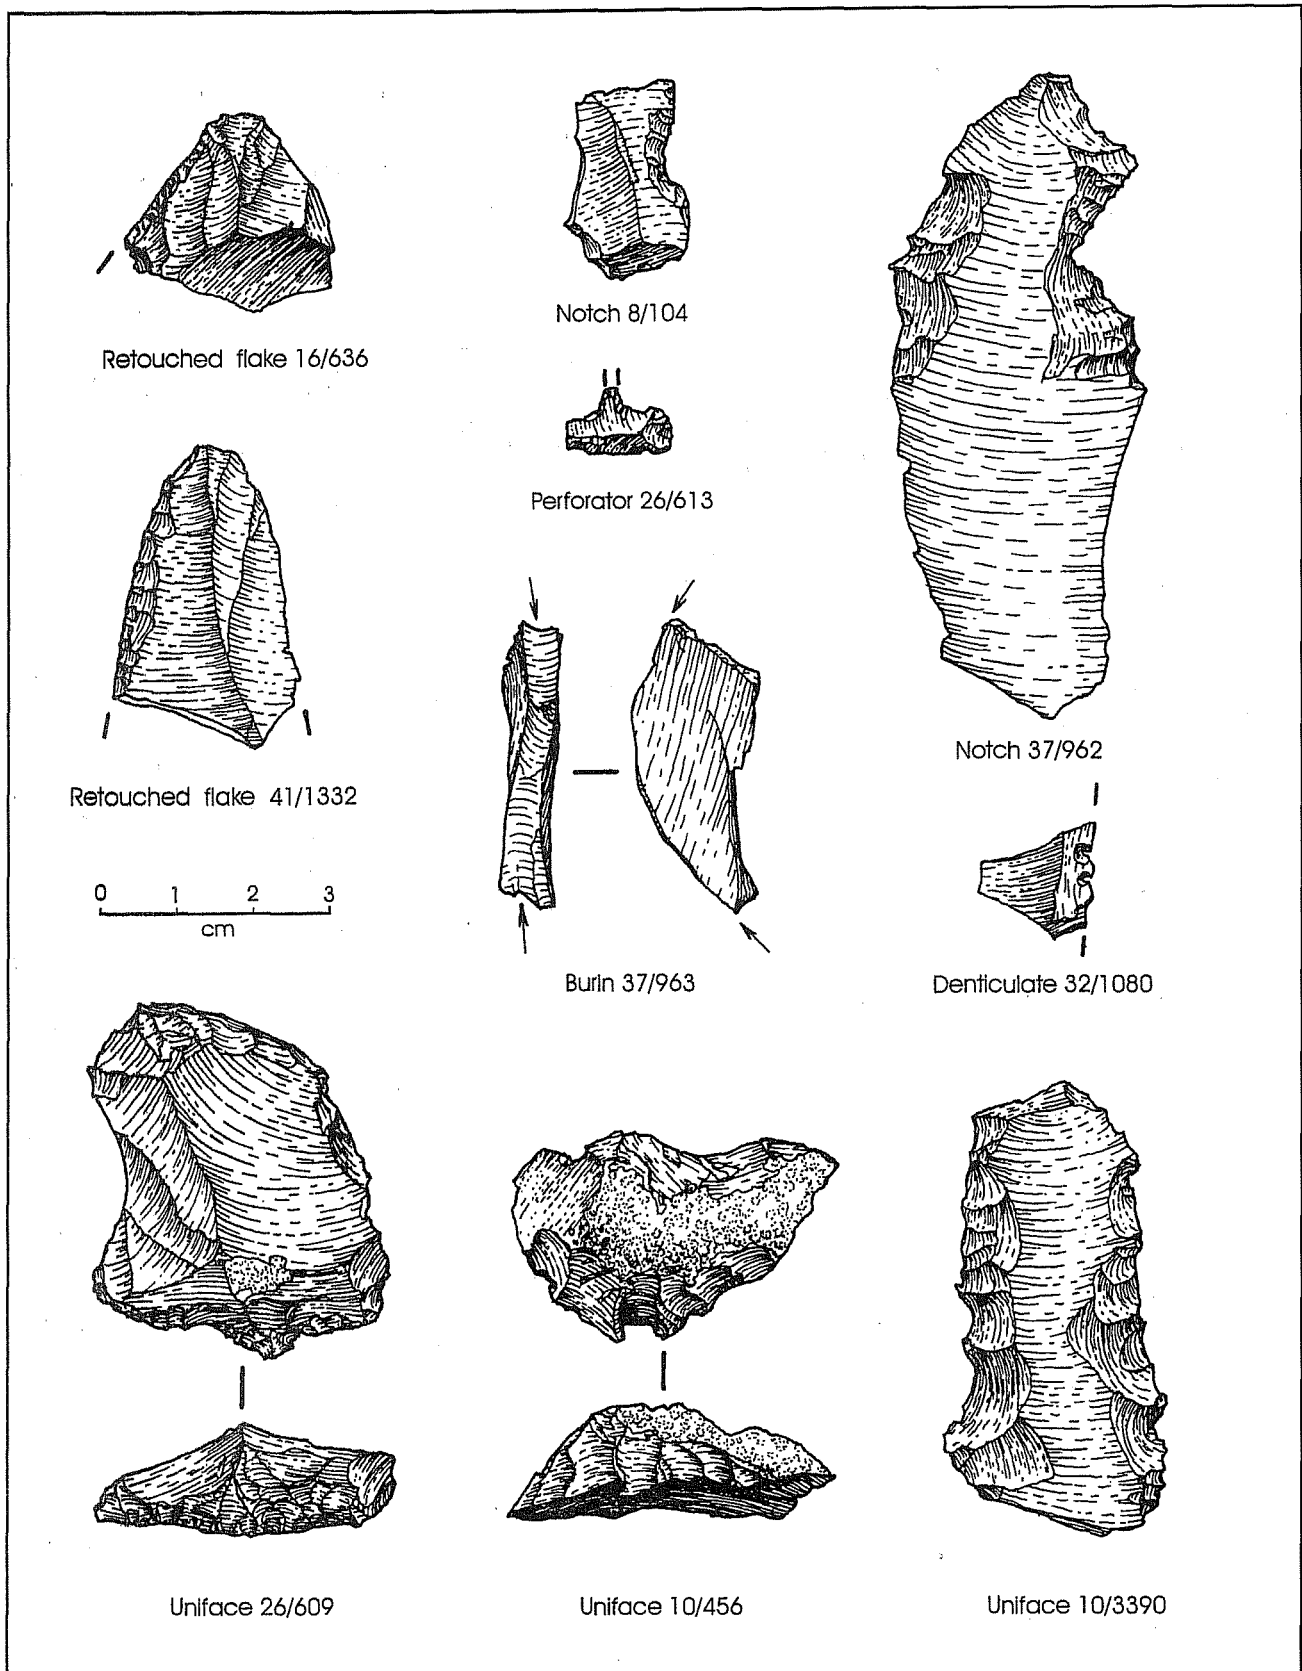 Retouched flake 16/636
Notch 8/104
Perforator 26/613
Retouched flake 41/1332
Notch 37/962
0 1 2 3
cm
Burin 37/963
Denticulate 32/1080
Uniface 26/609
Uniface 10/456
Uniface 10/3390